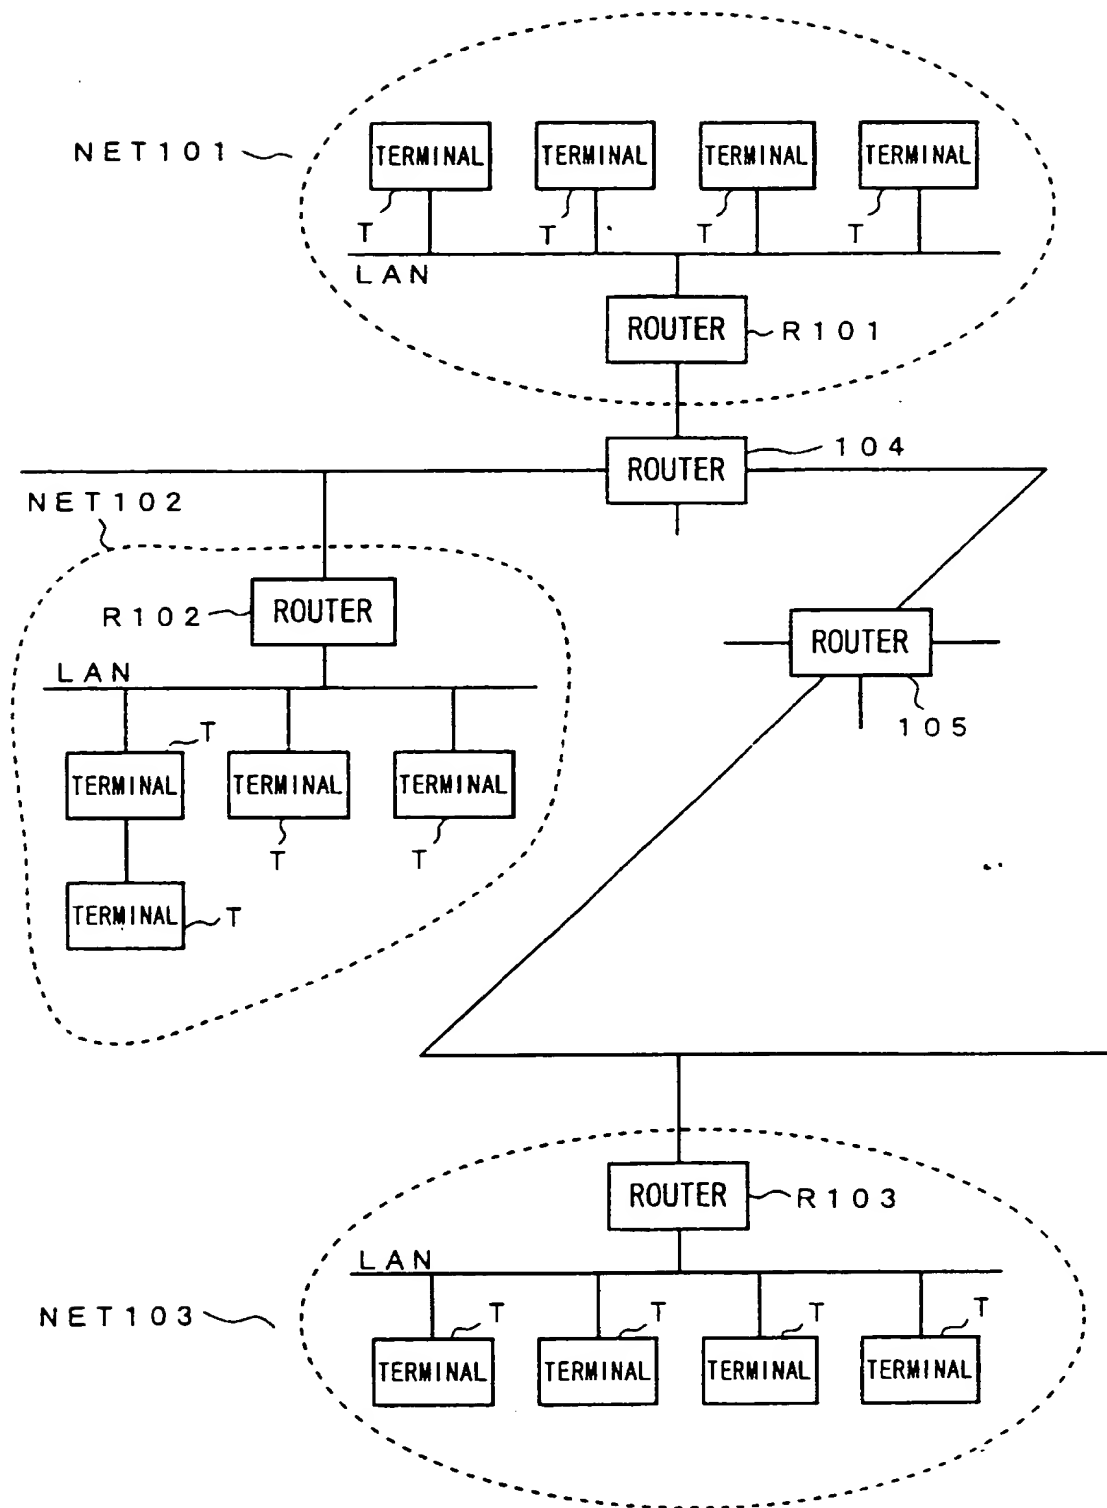 NET101
TERMINAL TERMINAL TERMINAL TERMINAL
T T T T
LAN
ROUTER R101
ROUTER 104
NET102
R102 ROUTER
ROUTER
105
LAN
T
TERMINAL TERMINAL TERMINAL
T T
TERMINAL T
ROUTER R103
LAN
NET103
T T T T
TERMINAL TERMINAL TERMINAL TERMINAL